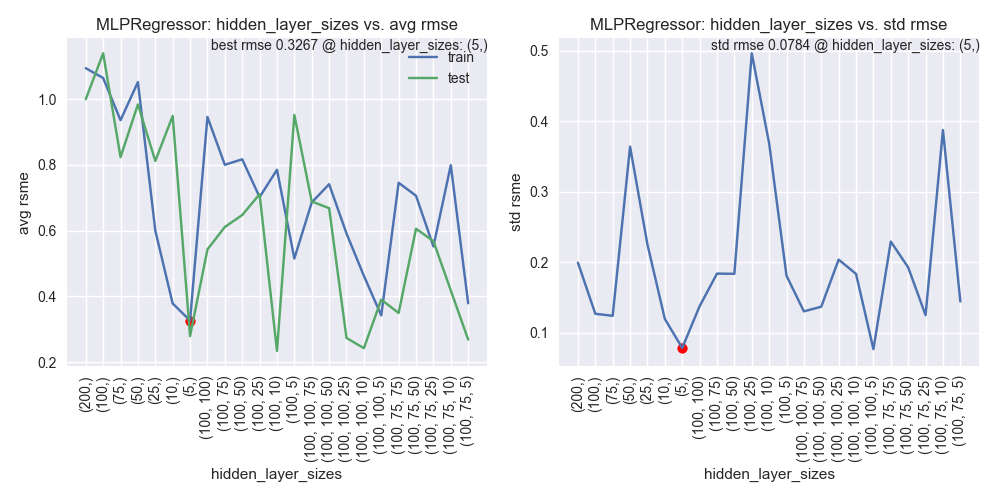 MLPRegressor: hidden_layer_sizes vs. avg rmse
best rmse 0.3267 @ hidden_layer_sizes: (5,)
train
test
avg rsme
1.0
0.8
0.6
0.4
0.2
(200,)
(100,)
(75,)
(50,)
(25,)
(10,)
(5,)
(100, 100)
(100, 75)
(100, 50)
(100, 25)
(100, 10)
(100, 5)
(100, 100, 75)
(100, 100, 50)
(100, 100, 25)
(100, 100, 10)
(100, 100, 5)
(100, 75, 75)
(100, 75, 50)
(100, 75, 25)
(100, 75, 10)
(100, 75, 5)
hidden_layer_sizes
MLPRegressor: hidden_layer_sizes vs. std rmse
std rmse 0.0784 @ hidden_layer_sizes: (5,)
std rsme
0.5
0.4
0.3
0.2
0.1
(200,)
(100,)
(75,)
(50,)
(25,)
(10,)
(5,)
(100, 100)
(100, 75)
(100, 50)
(100, 25)
(100, 10)
(100, 5)
(100, 100, 75)
(100, 100, 50)
(100, 100, 25)
(100, 100, 10)
(100, 100, 5)
(100, 75, 75)
(100, 75, 50)
(100, 75, 25)
(100, 75, 10)
(100, 75, 5)
hidden_layer_sizes